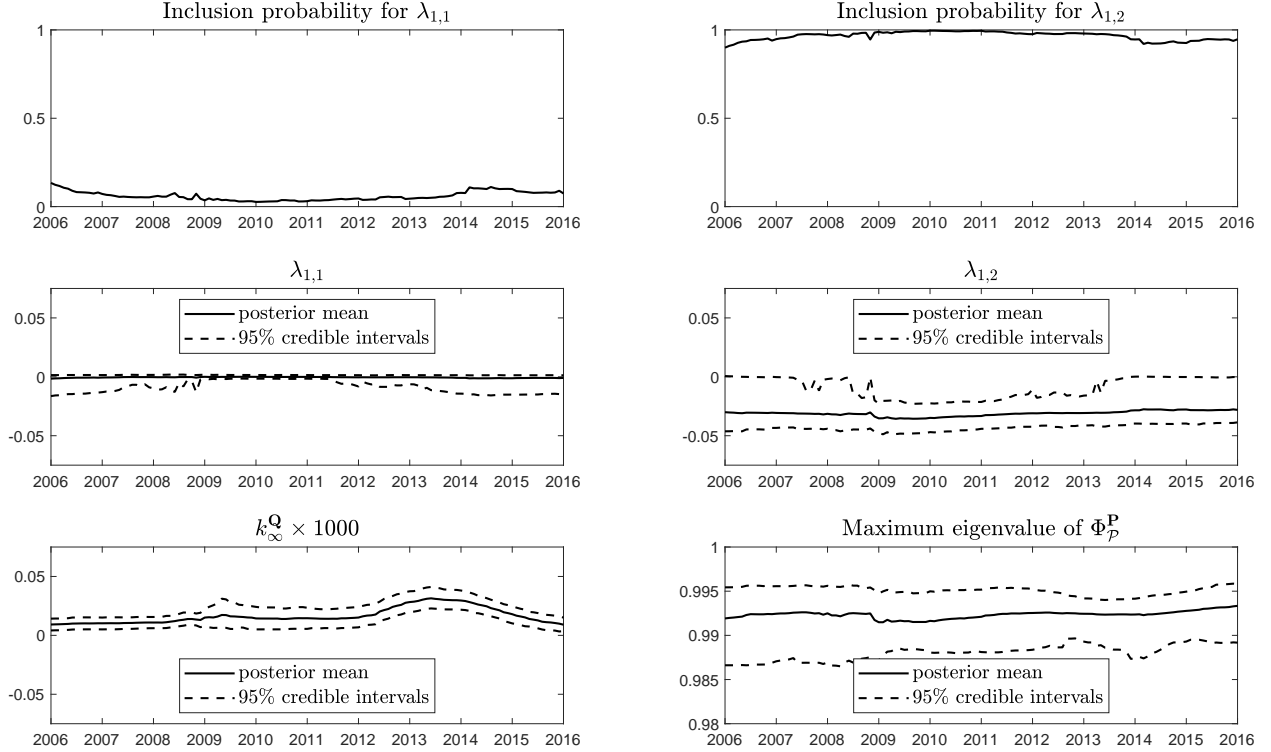 Inclusion probability for λ₁,₁
1
0.5
0
2006 2007 2008 2009 2010 2011 2012 2013 2014 2015 2016
Inclusion probability for λ₁,₂
1
0.5
0
2006 2007 2008 2009 2010 2011 2012 2013 2014 2015 2016
λ₁,₁
0.05
0
-0.05
posterior mean
95% credible intervals
2006 2007 2008 2009 2010 2011 2012 2013 2014 2015 2016
λ₁,₂
0.05
0
-0.05
posterior mean
95% credible intervals
2006 2007 2008 2009 2010 2011 2012 2013 2014 2015 2016
k_∞^Q × 1000
0.05
0
-0.05
posterior mean
95% credible intervals
2006 2007 2008 2009 2010 2011 2012 2013 2014 2015 2016
Maximum eigenvalue of Φ_𝒫^P
1
0.995
0.99
0.985
0.98
posterior mean
95% credible intervals
2006 2007 2008 2009 2010 2011 2012 2013 2014 2015 2016